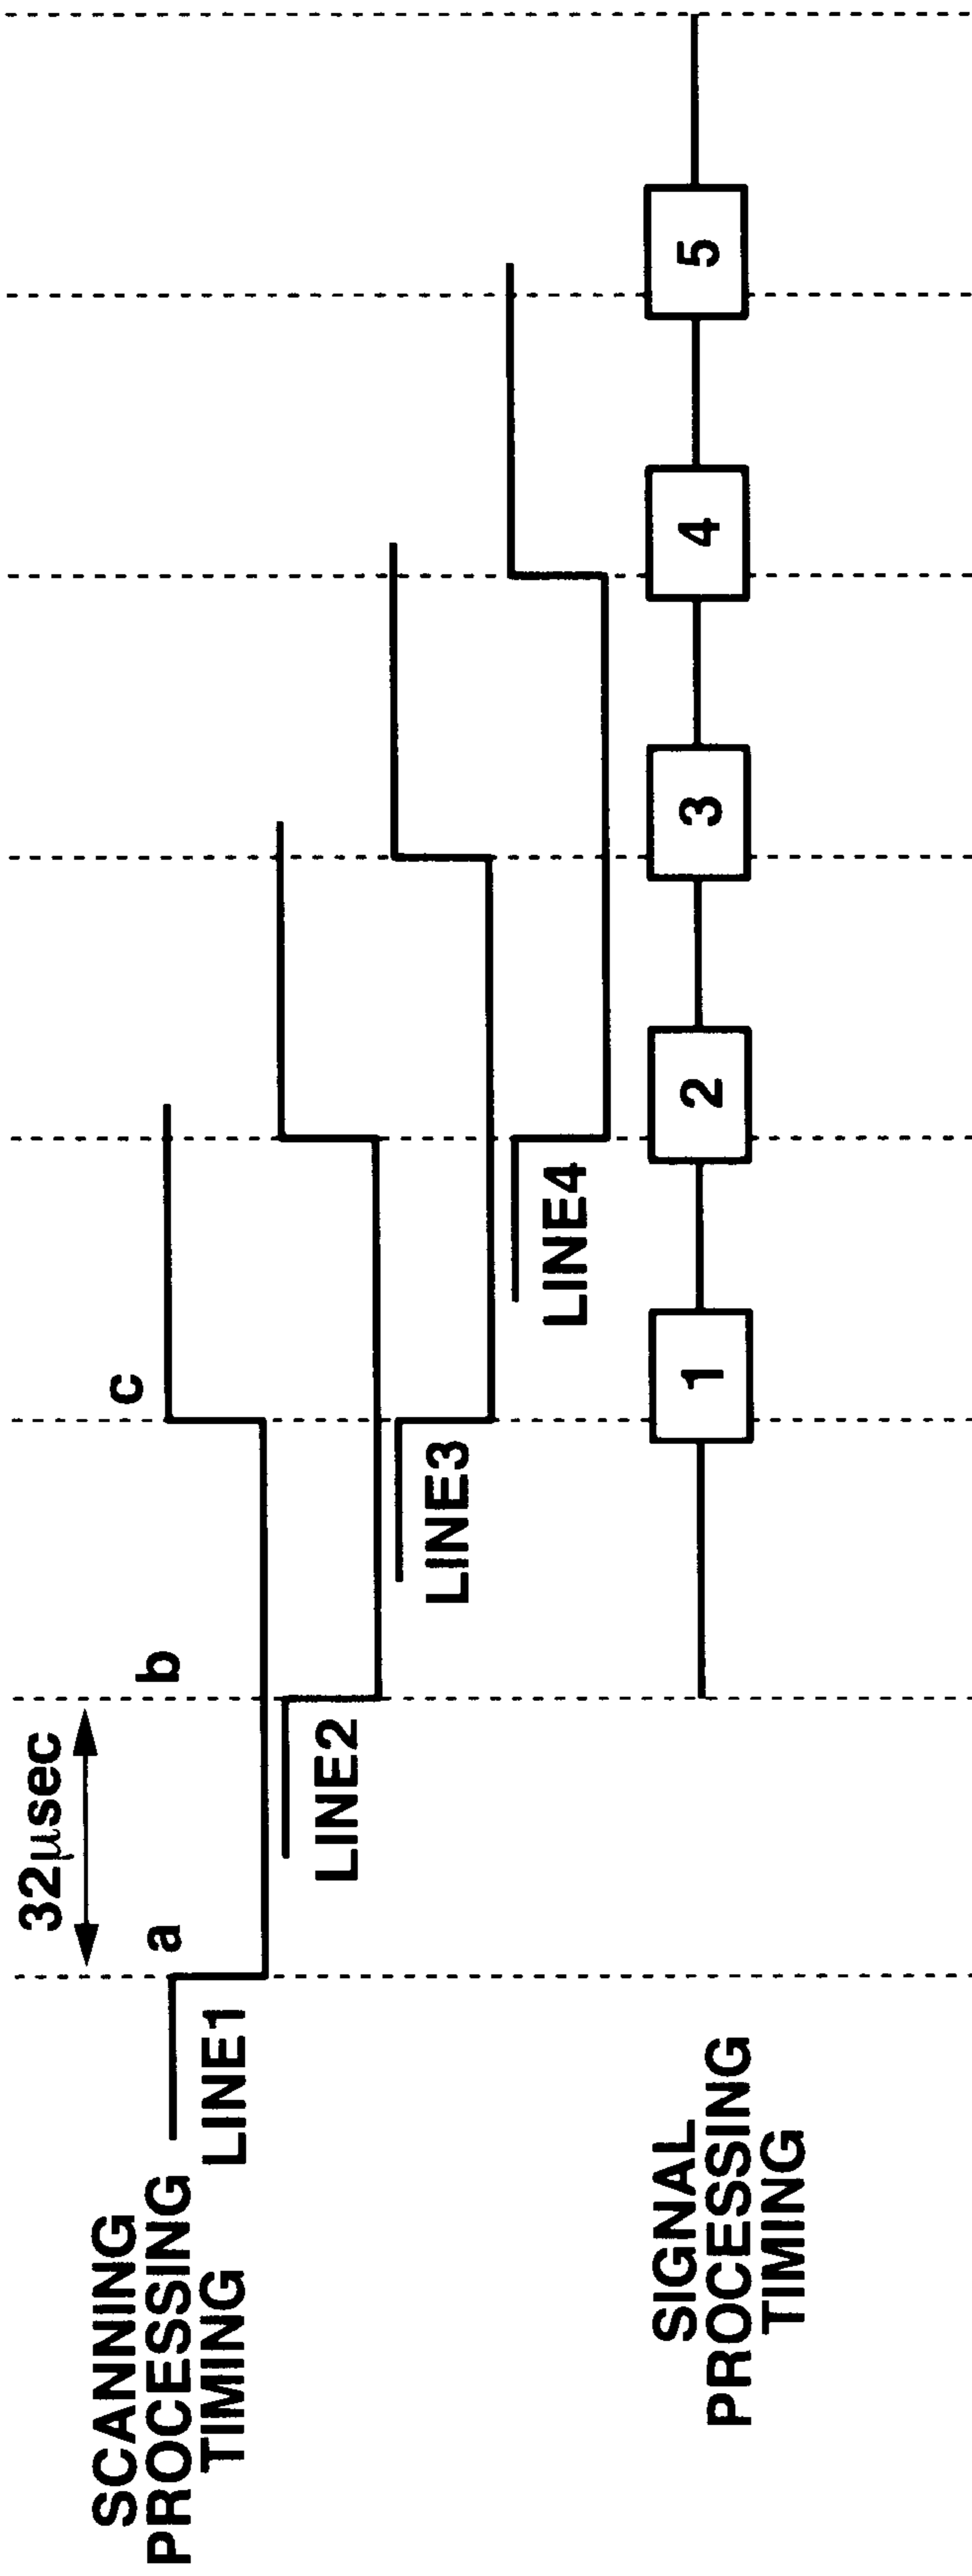 32μsec
a
b
c
SCANNING
PROCESSING
TIMING
LINE1
LINE2
LINE3
LINE4
SIGNAL
PROCESSING
TIMING
1
2
3
4
5